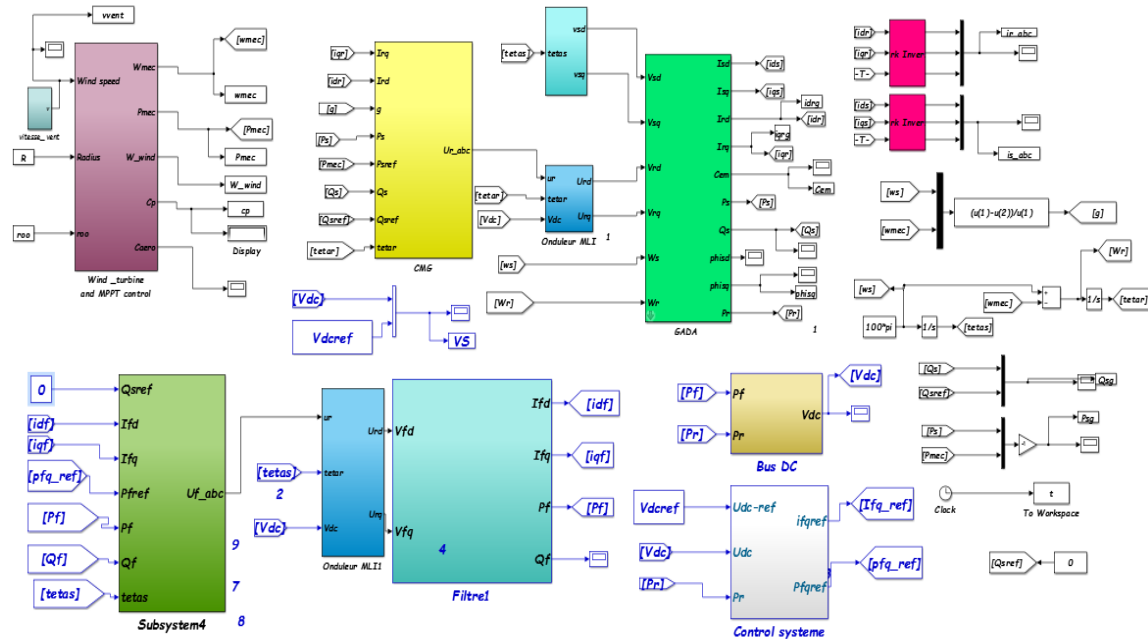 vvent
[wmec]
Wind speed
Wmec
wmec
vitesse_vent
Pmec
[Pmec]
Pmec
R
Radius
W_wind
W_wind
Cp
cp
roo
roo
Display
Caero
Wind _turbine
and MPPT control
[iqr]
Irq
[idr]
Ird
[g]
g
[Ps]
Ps
[Pmec]
Psref
[Qs]
Qs
[Qsref]
Qsref
[tetar]
tetar
Ur_abc
CMG
[tetas]
tetas
vsd
vsq
[tetar]
[Vdc]
ur
tetar
Vdc
Urd
Urq
Onduleur MLI
1
[ws]
[Wr]
Vsd
Vsq
Vrd
Vrq
Ws
Wr
Isd
[ids]
Isq
[iqs]
Ird
idrg
[idr]
Irq
iqrg
[iqr]
Cem
Cem
Ps
[Ps]
Qs
[Qs]
phisd
phisq
phisq
Pr
[Pr]
GADA
1
[idr]
[iqr]
-T-
rk Inver
ir_abc
[ids]
[iqs]
-T-
rk Inver
is_abc
[ws]
[wmec]
(u(1)-u(2))/u(1)
[g]
[Wr]
[ws]
[wmec]
1/s
[tetar]
100*pi
1/s
[tetas]
[Vdc]
Vdcref
VS
[Qs]
[Qsref]
Qsg
[Ps]
[Pmec]
Psg
Clock
t
To Workspace
[Qsref]
0
0
Qsref
[idf]
Ifd
[iqf]
Ifq
[pfq_ref]
Pfref
[Pf]
Pf
[Qf]
Qf
[tetas]
tetas
Uf_abc
9
7
8
Subsystem4
[tetas]
2
[Vdc]
ur
tetar
Vdc
Urd
Urq
Onduleur MLI1
Vfd
Vfq
4
Ifd
[idf]
Ifq
[iqf]
Pf
[Pf]
Qf
Filtre1
[Pf]
Pf
[Pr]
Pr
Vdc
[Vdc]
Bus DC
Vdcref
Udc-ref
[Vdc]
Udc
[Pr]
Pr
ifqref
[Ifq_ref]
Pfqref
[pfq_ref]
Control systeme